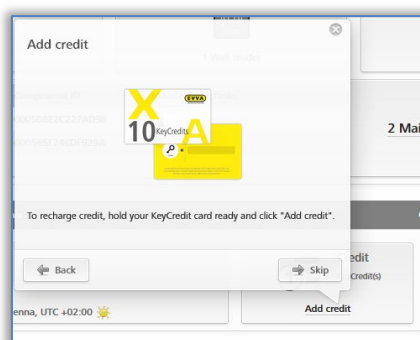 Add credit
EVVA
X
10 KeyCredits
A
2 Mai
To recharge credit, hold your KeyCredit card ready and click "Add credit".
edit
Credit(s)
Back
Skip
enna, UTC +02:00
Add credit